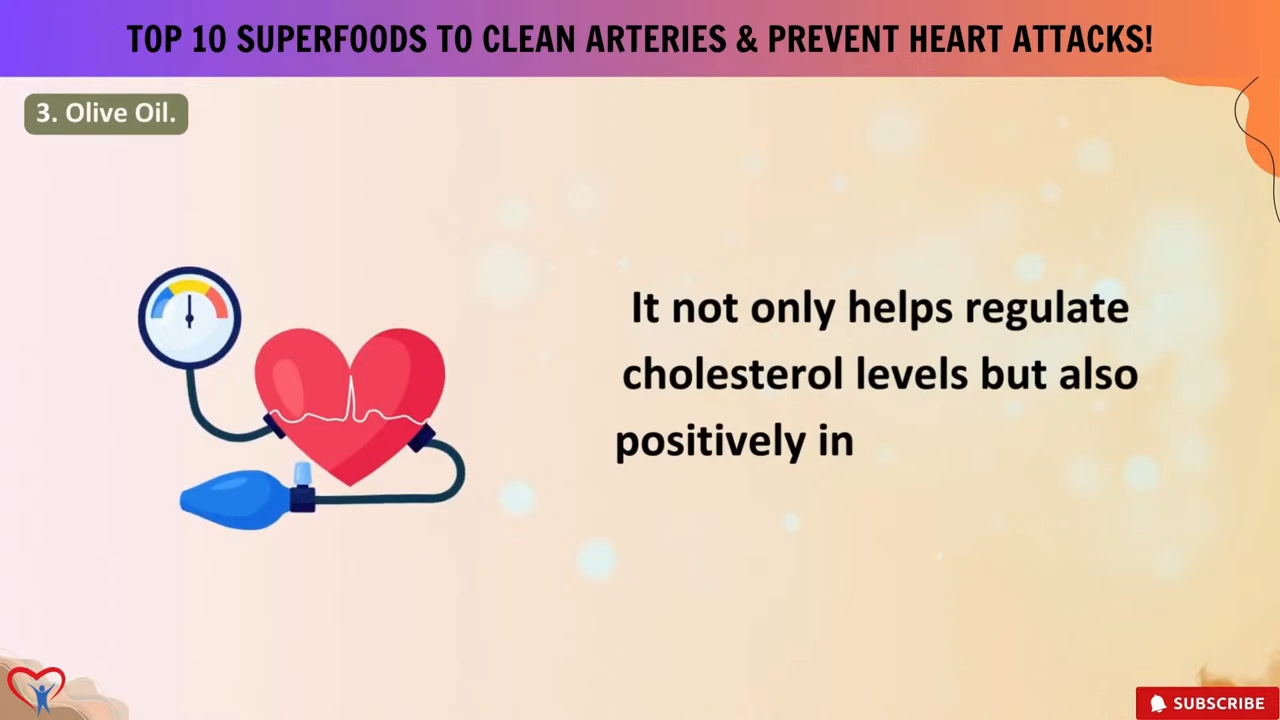 TOP 10 SUPERFOODS TO CLEAN ARTERIES & PREVENT HEART ATTACKS!
3. Olive Oil.
It not only helps regulate
cholesterol levels but also
positively in
SUBSCRIBE